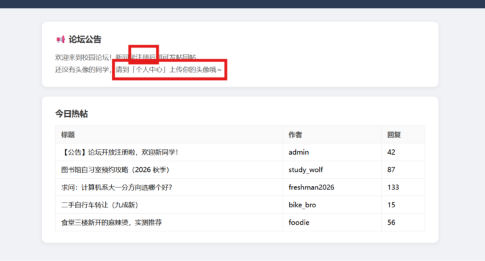 论坛公告
欢迎来到校园论坛！新同学注册后即可发帖回帖
还没有头像的同学，请到「个人中心」上传你的头像哦~
今日热帖
标题 作者 回复
【公告】论坛开放注册啦，欢迎新同学！ admin 42
图书馆自习室预约攻略（2026 秋季） study_wolf 87
求问：计算机系大一分方向选哪个好？ freshman2026 133
二手自行车转让（九成新） bike_bro 15
食堂三楼新开的麻辣烫，实测推荐 foodie 56